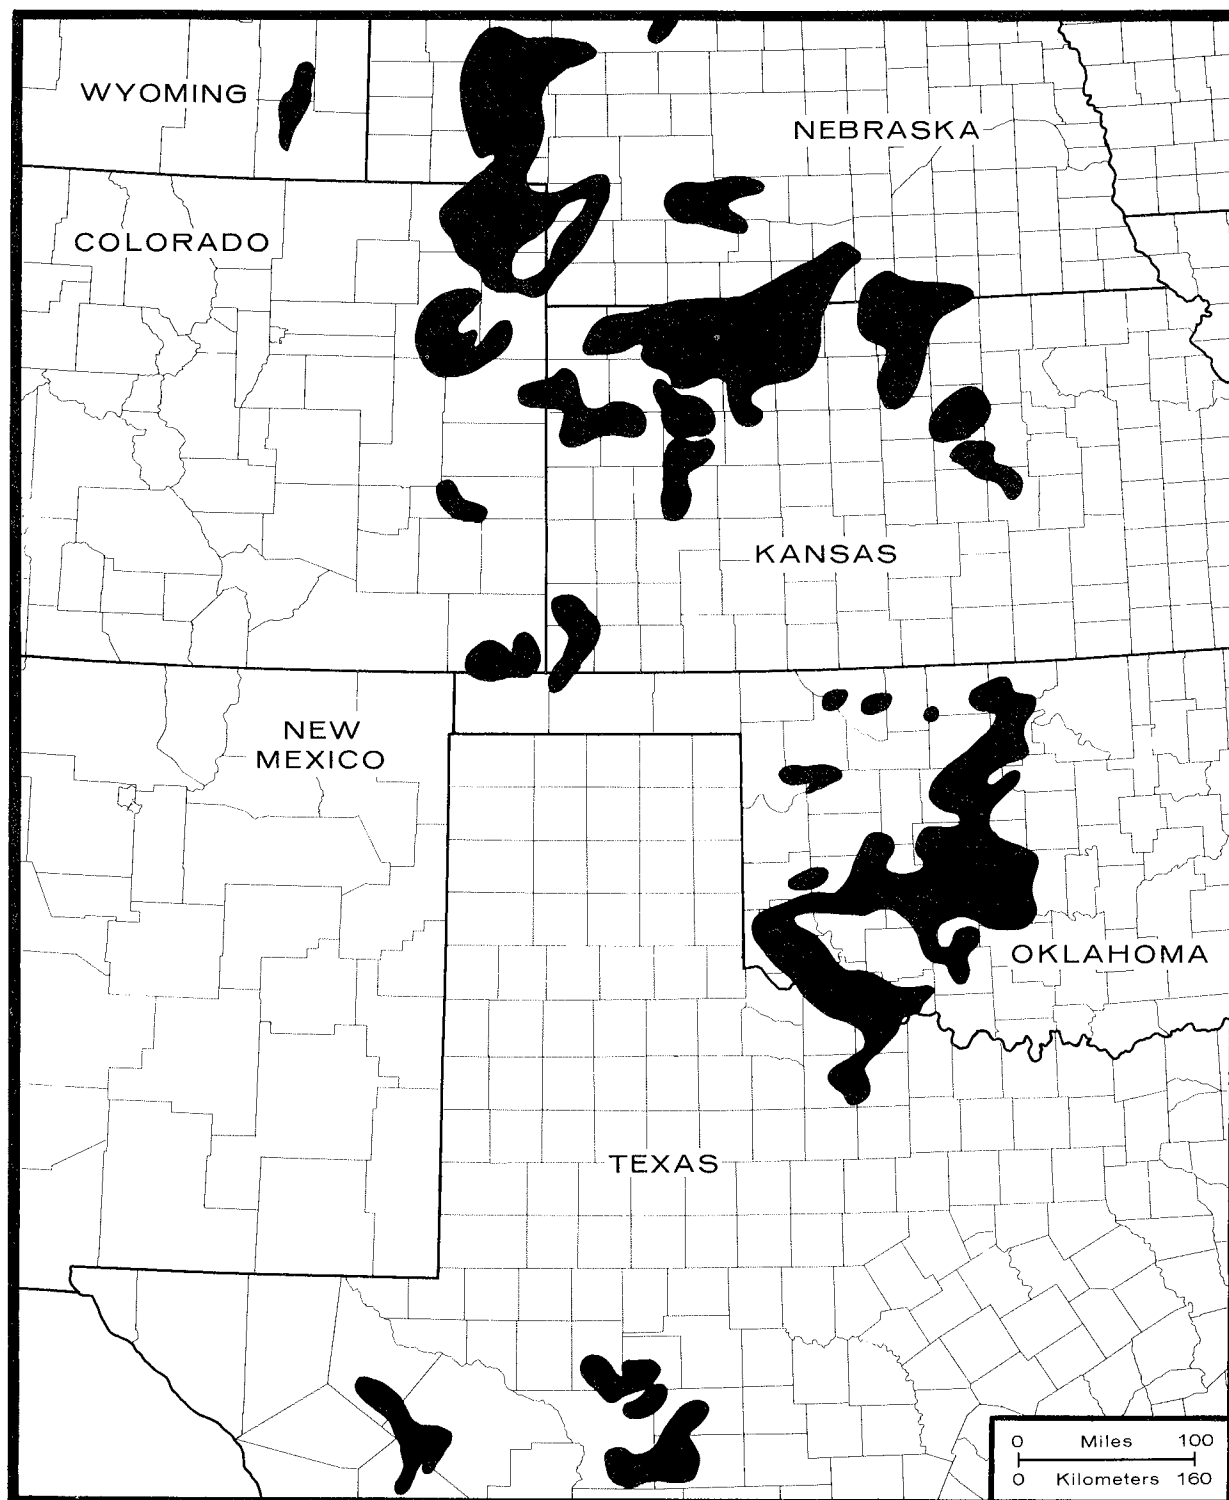 WYOMING
NEBRASKA
COLORADO
KANSAS
NEW
MEXICO
OKLAHOMA
TEXAS
0 Miles 100
0 Kilometers 160